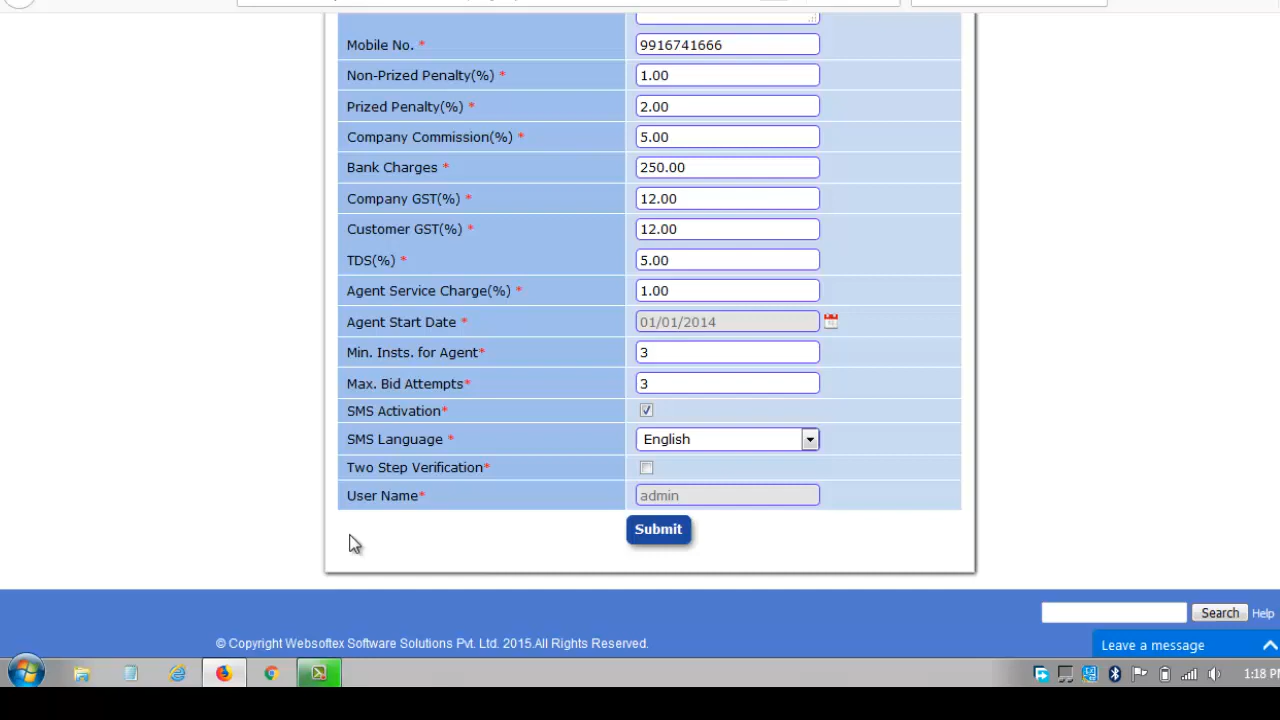 Mobile No. * 9916741666
Non-Prized Penalty(%) * 1.00
Prized Penalty(%) * 2.00
Company Commission(%) * 5.00
Bank Charges * 250.00
Company GST(%) * 12.00
Customer GST(%) * 12.00
TDS(%) * 5.00
Agent Service Charge(%) * 1.00
Agent Start Date * 01/01/2014
Min. Insts. for Agent* 3
Max. Bid Attempts* 3
SMS Activation*
SMS Language * English
Two Step Verification*
User Name* admin
Submit
Search Help
© Copyright Websoftex Software Solutions Pvt. Ltd. 2015.All Rights Reserved.
Leave a message
1:18 P